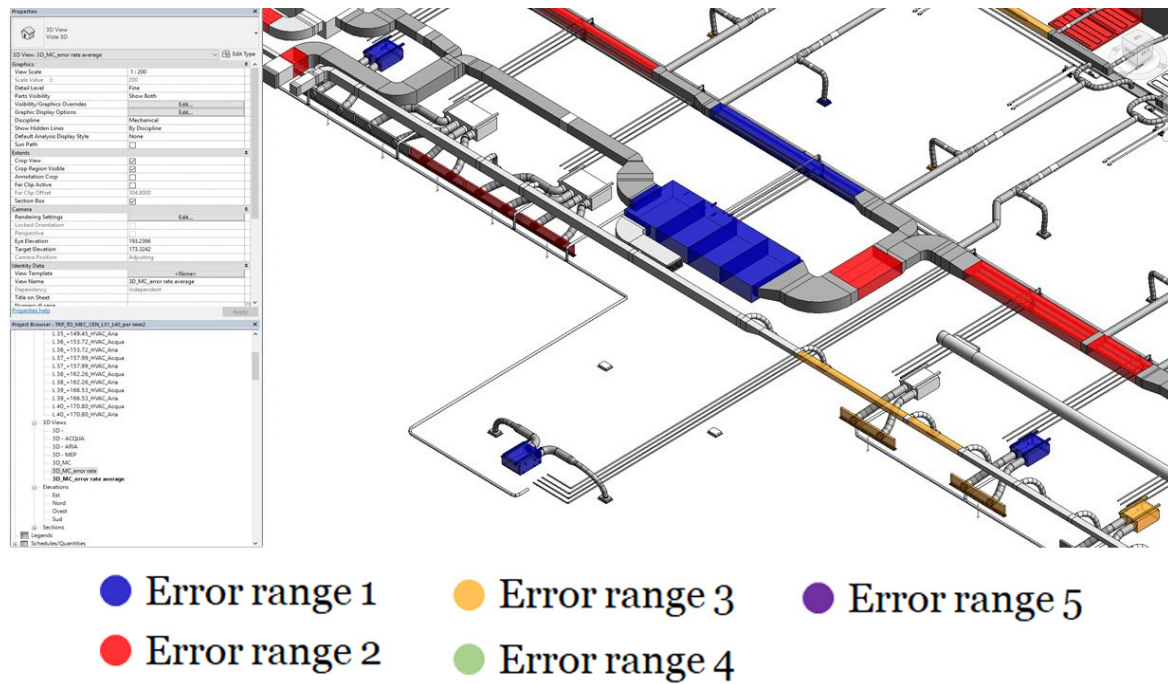 Properties
3D View
Vista 3D
3D View: 3D_MC_error rate average
Edit Type
Graphics
View Scale 1 : 200
Scale Value 1: 200
Detail Level Fine
Parts Visibility Show Both
Visibility/Graphics Overrides Edit...
Graphic Display Options Edit...
Discipline Mechanical
Show Hidden Lines By Discipline
Default Analysis Display Style None
Sun Path
Extents
Crop View
Crop Region Visible
Annotation Crop
Far Clip Active
Far Clip Offset 304.8000
Section Box
Camera
Rendering Settings Edit...
Locked Orientation
Perspective
Eye Elevation 193.2366
Target Elevation 173.3242
Camera Position Adjusting
Identity Data
View Template <None>
View Name 3D_MC_error rate average
Dependency Independent
Title on Sheet
Properties help
Apply
Project Browser - TRP_TD_MEC_CEN_L31_L40_per imm2
L 35_+149.45_HVAC_Aria
L 36_+153.72_HVAC_Acqua
L 36_+153.72_HVAC_Aria
L 37_+157.99_HVAC_Acqua
L 37_+157.99_HVAC_Aria
L 38_+162.26_HVAC_Acqua
L 38_+162.26_HVAC_Aria
L 39_+166.53_HVAC_Acqua
L 39_+166.53_HVAC_Aria
L 40_+170.80_HVAC_Acqua
L 40_+170.80_HVAC_Aria
3D Views
3D -
3D - ACQUA
3D - ARIA
3D - MEP
3D_MC
3D_MC_error rate
3D_MC_error rate average
Elevations
Est
Nord
Ovest
Sud
Sections
Legends
Schedules/Quantities
Error range 1
Error range 3
Error range 5
Error range 2
Error range 4